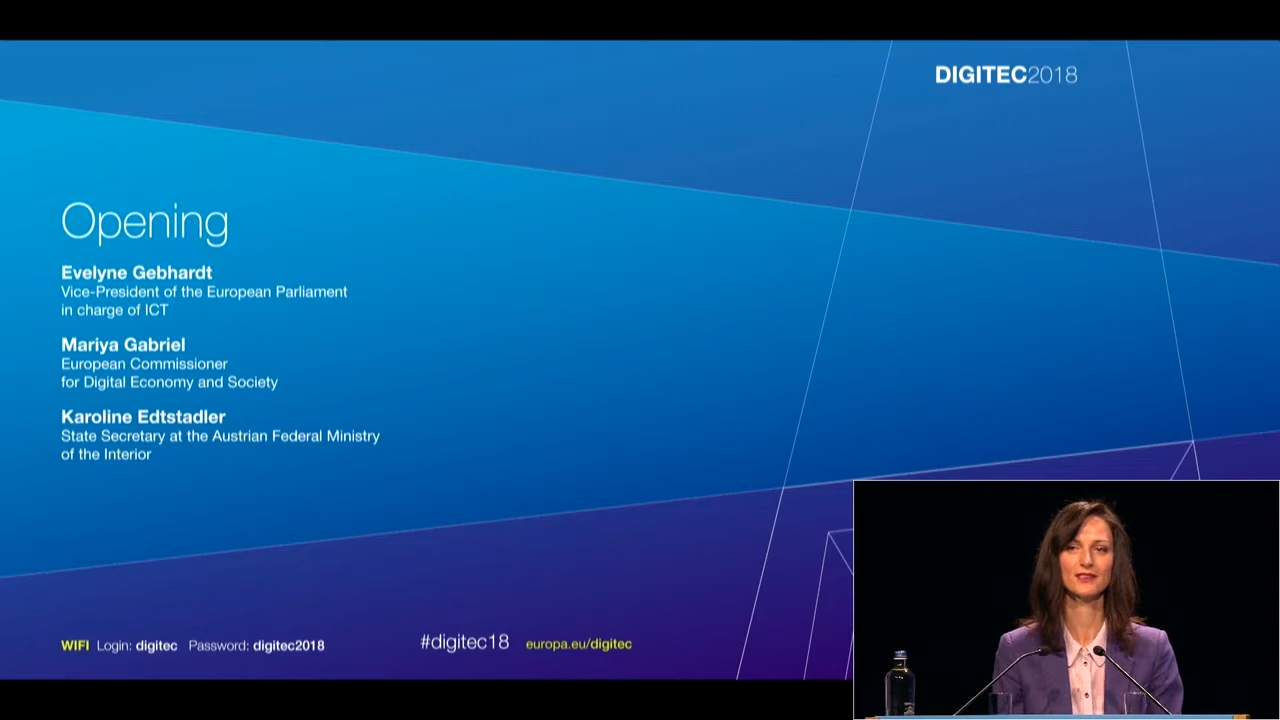 DIGITEC2018
Opening
Evelyne Gebhardt
Vice-President of the European Parliament
in charge of ICT
Mariya Gabriel
European Commissioner
for Digital Economy and Society
Karoline Edtstadler
State Secretary at the Austrian Federal Ministry
of the Interior
WIFI Login: digitec Password: digitec2018 #digitec18 europa.eu/digitec